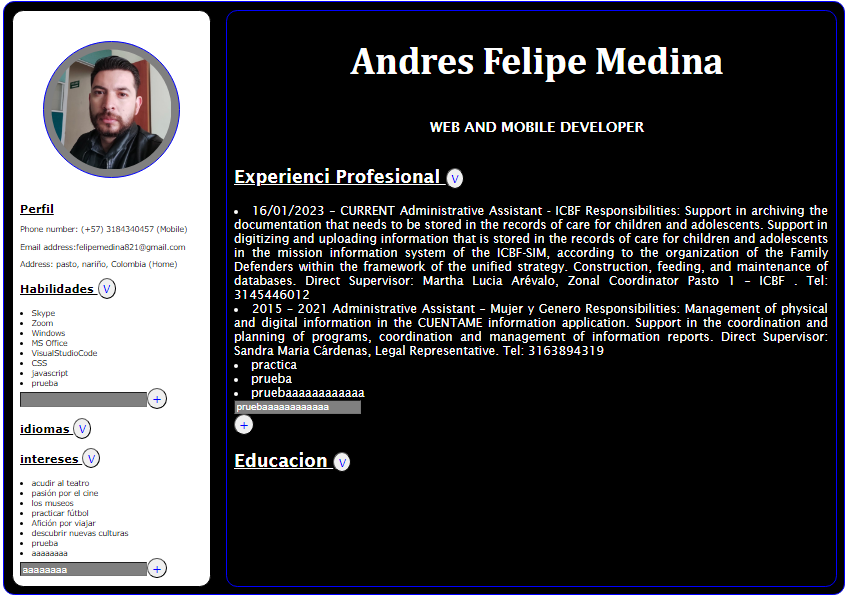 Perfil
Phone number: (+57) 3184340457 (Mobile)
Email address:felipemedina821@gmail.com
Address: pasto, nariño, Colombia (Home)
Habilidades V
Skype
Zoom
Windows
MS Office
VisualStudioCode
CSS
javascript
prueba
+
idiomas V
intereses V
acudir al teatro
pasión por el cine
los museos
practicar fútbol
Afición por viajar
descubrir nuevas culturas
prueba
aaaaaaaa
aaaaaaaa +
Andres Felipe Medina
WEB AND MOBILE DEVELOPER
Experienci Profesional V
16/01/2023 – CURRENT Administrative Assistant - ICBF Responsibilities: Support in archiving the
documentation that needs to be stored in the records of care for children and adolescents. Support in
digitizing and uploading information that is stored in the records of care for children and adolescents
in the mission information system of the ICBF-SIM, according to the organization of the Family
Defenders within the framework of the unified strategy. Construction, feeding, and maintenance of
databases. Direct Supervisor: Martha Lucia Arévalo, Zonal Coordinator Pasto 1 – ICBF . Tel:
3145446012
2015 – 2021 Administrative Assistant – Mujer y Genero Responsibilities: Management of physical
and digital information in the CUENTAME information application. Support in the coordination and
planning of programs, coordination and management of information reports. Direct Supervisor:
Sandra Maria Cárdenas, Legal Representative. Tel: 3163894319
practica
prueba
pruebaaaaaaaaaaaa
pruebaaaaaaaaaaaa
+
Educacion V